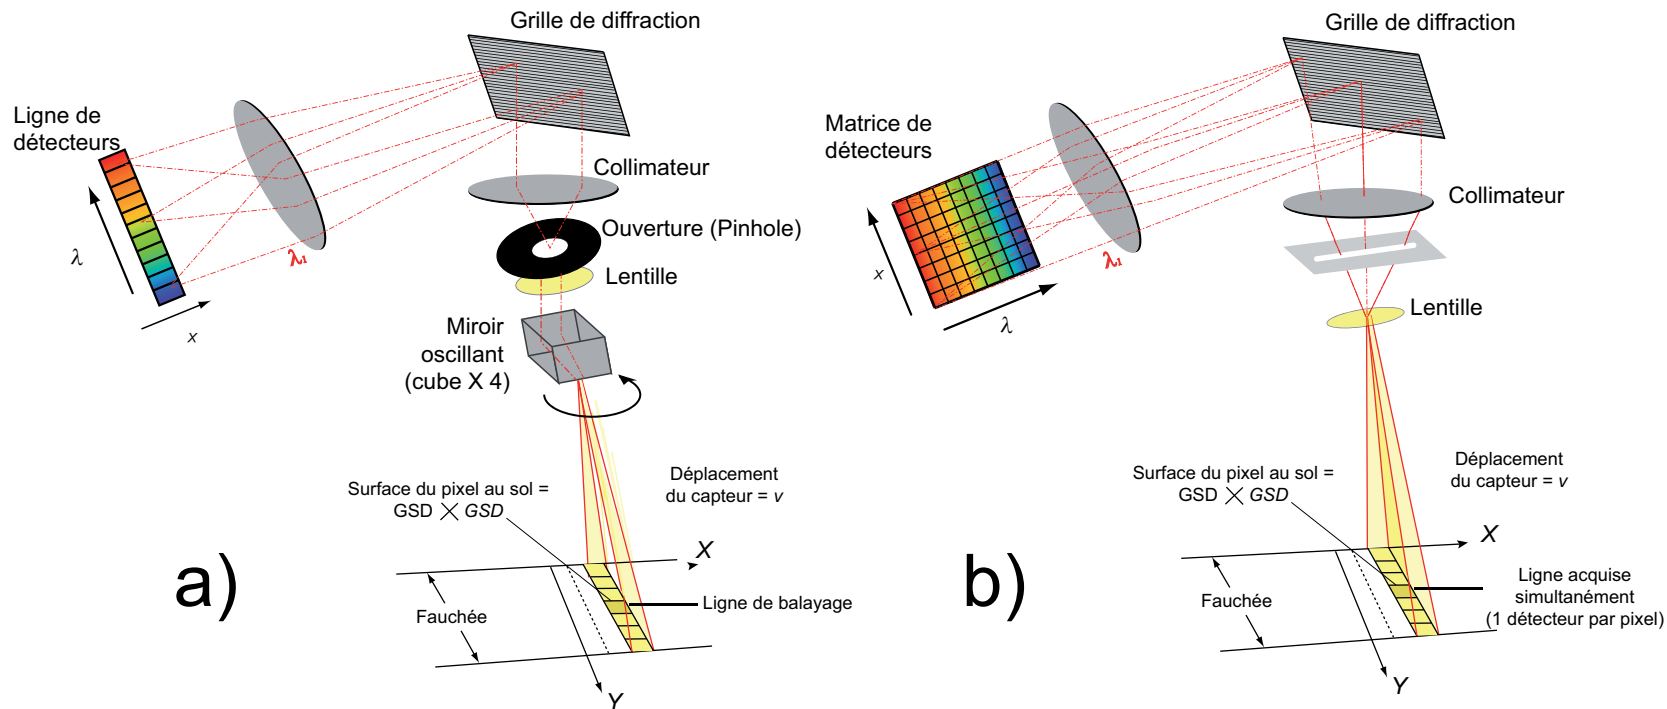 Grille de diffraction
Ligne de
détecteurs
λ
x
λ₁
Collimateur
Ouverture (Pinhole)
Lentille
Miroir
oscillant
(cube X 4)
Surface du pixel au sol =
GSD × GSD
Déplacement
du capteur = v
X
a)
Fauchée
Ligne de balayage
Y
Grille de diffraction
Matrice de
détecteurs
x
λ
λ₁
Collimateur
Lentille
Surface du pixel au sol =
GSD × GSD
Déplacement
du capteur = v
X
b)
Fauchée
Ligne acquise
simultanément
(1 détecteur par pixel)
Y